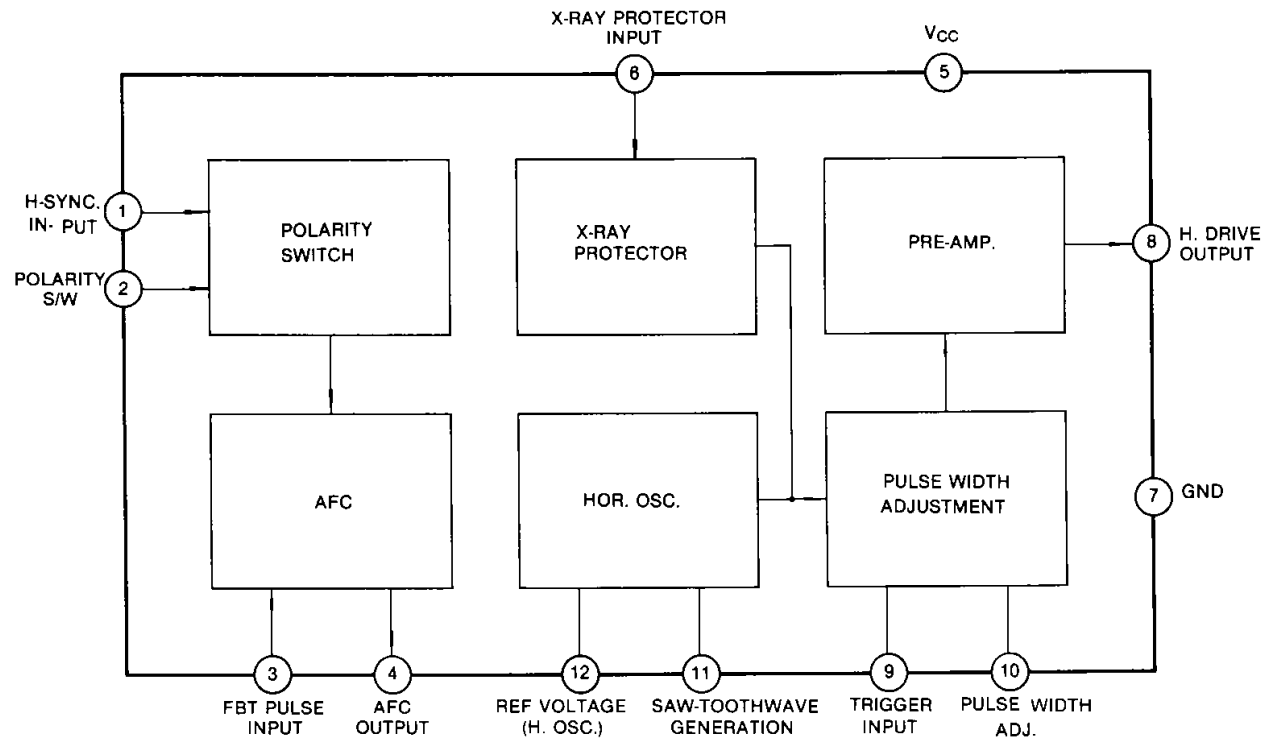 X-RAY PROTECTOR
INPUT
6
VCC
5
H-SYNC.
IN- PUT
1
POLARITY
S/W
2
POLARITY
SWITCH
X-RAY
PROTECTOR
PRE-AMP.
8
H. DRIVE
OUTPUT
AFC
HOR. OSC.
PULSE WIDTH
ADJUSTMENT
7
GND
3
FBT PULSE
INPUT
4
AFC
OUTPUT
12
REF VOLTAGE
(H. OSC.)
11
SAW-TOOTHWAVE
GENERATION
9
TRIGGER
INPUT
10
PULSE WIDTH
ADJ.